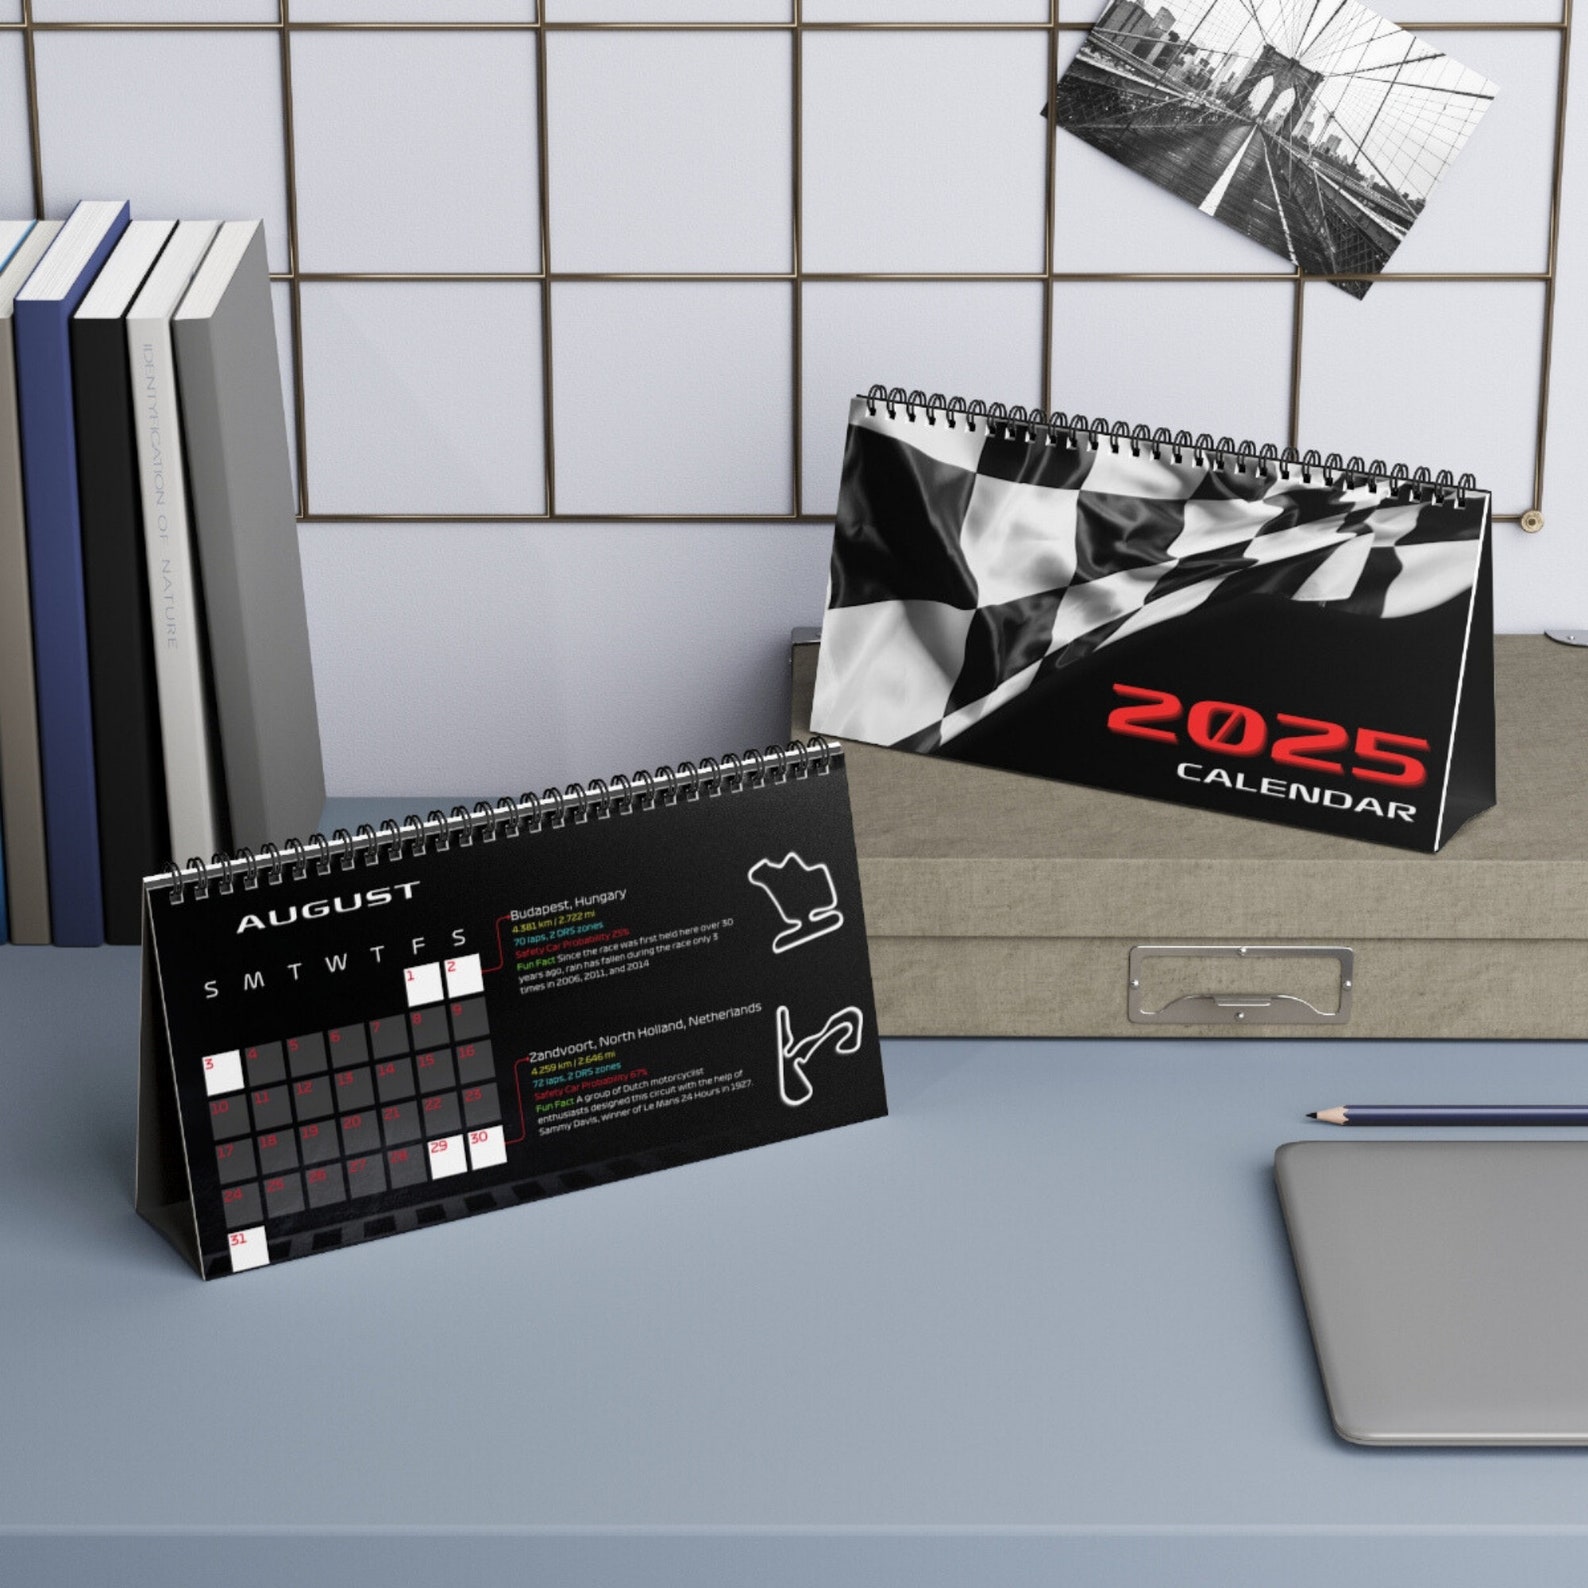 IDENTYFICATION OF NATURE
2025
CALENDAR
AUGUST
S M T W T F S
1 2
3 4 5 6 7 8 9
10 11 12 13 14 15 16
17 18 19 20 21 22 23
24 25 26 27 28 29 30
31
Budapest, Hungary
4.381 km / 2.722 mi
70 laps, 2 DRS zones
Safety Car Probability 25%
Fun Fact Since the race was first held here over 30
years ago, rain has fallen during the race only 3
times in 2006, 2011, and 2014
Zandvoort, North Holland, Netherlands
4.259 km / 2.646 mi
72 laps, 2 DRS zones
Safety Car Probability 67%
Fun Fact A group of Dutch motorcyclist
enthusiasts designed this circuit with the help of
Sammy Davis, winner of Le Mans 24 Hours in 1927.